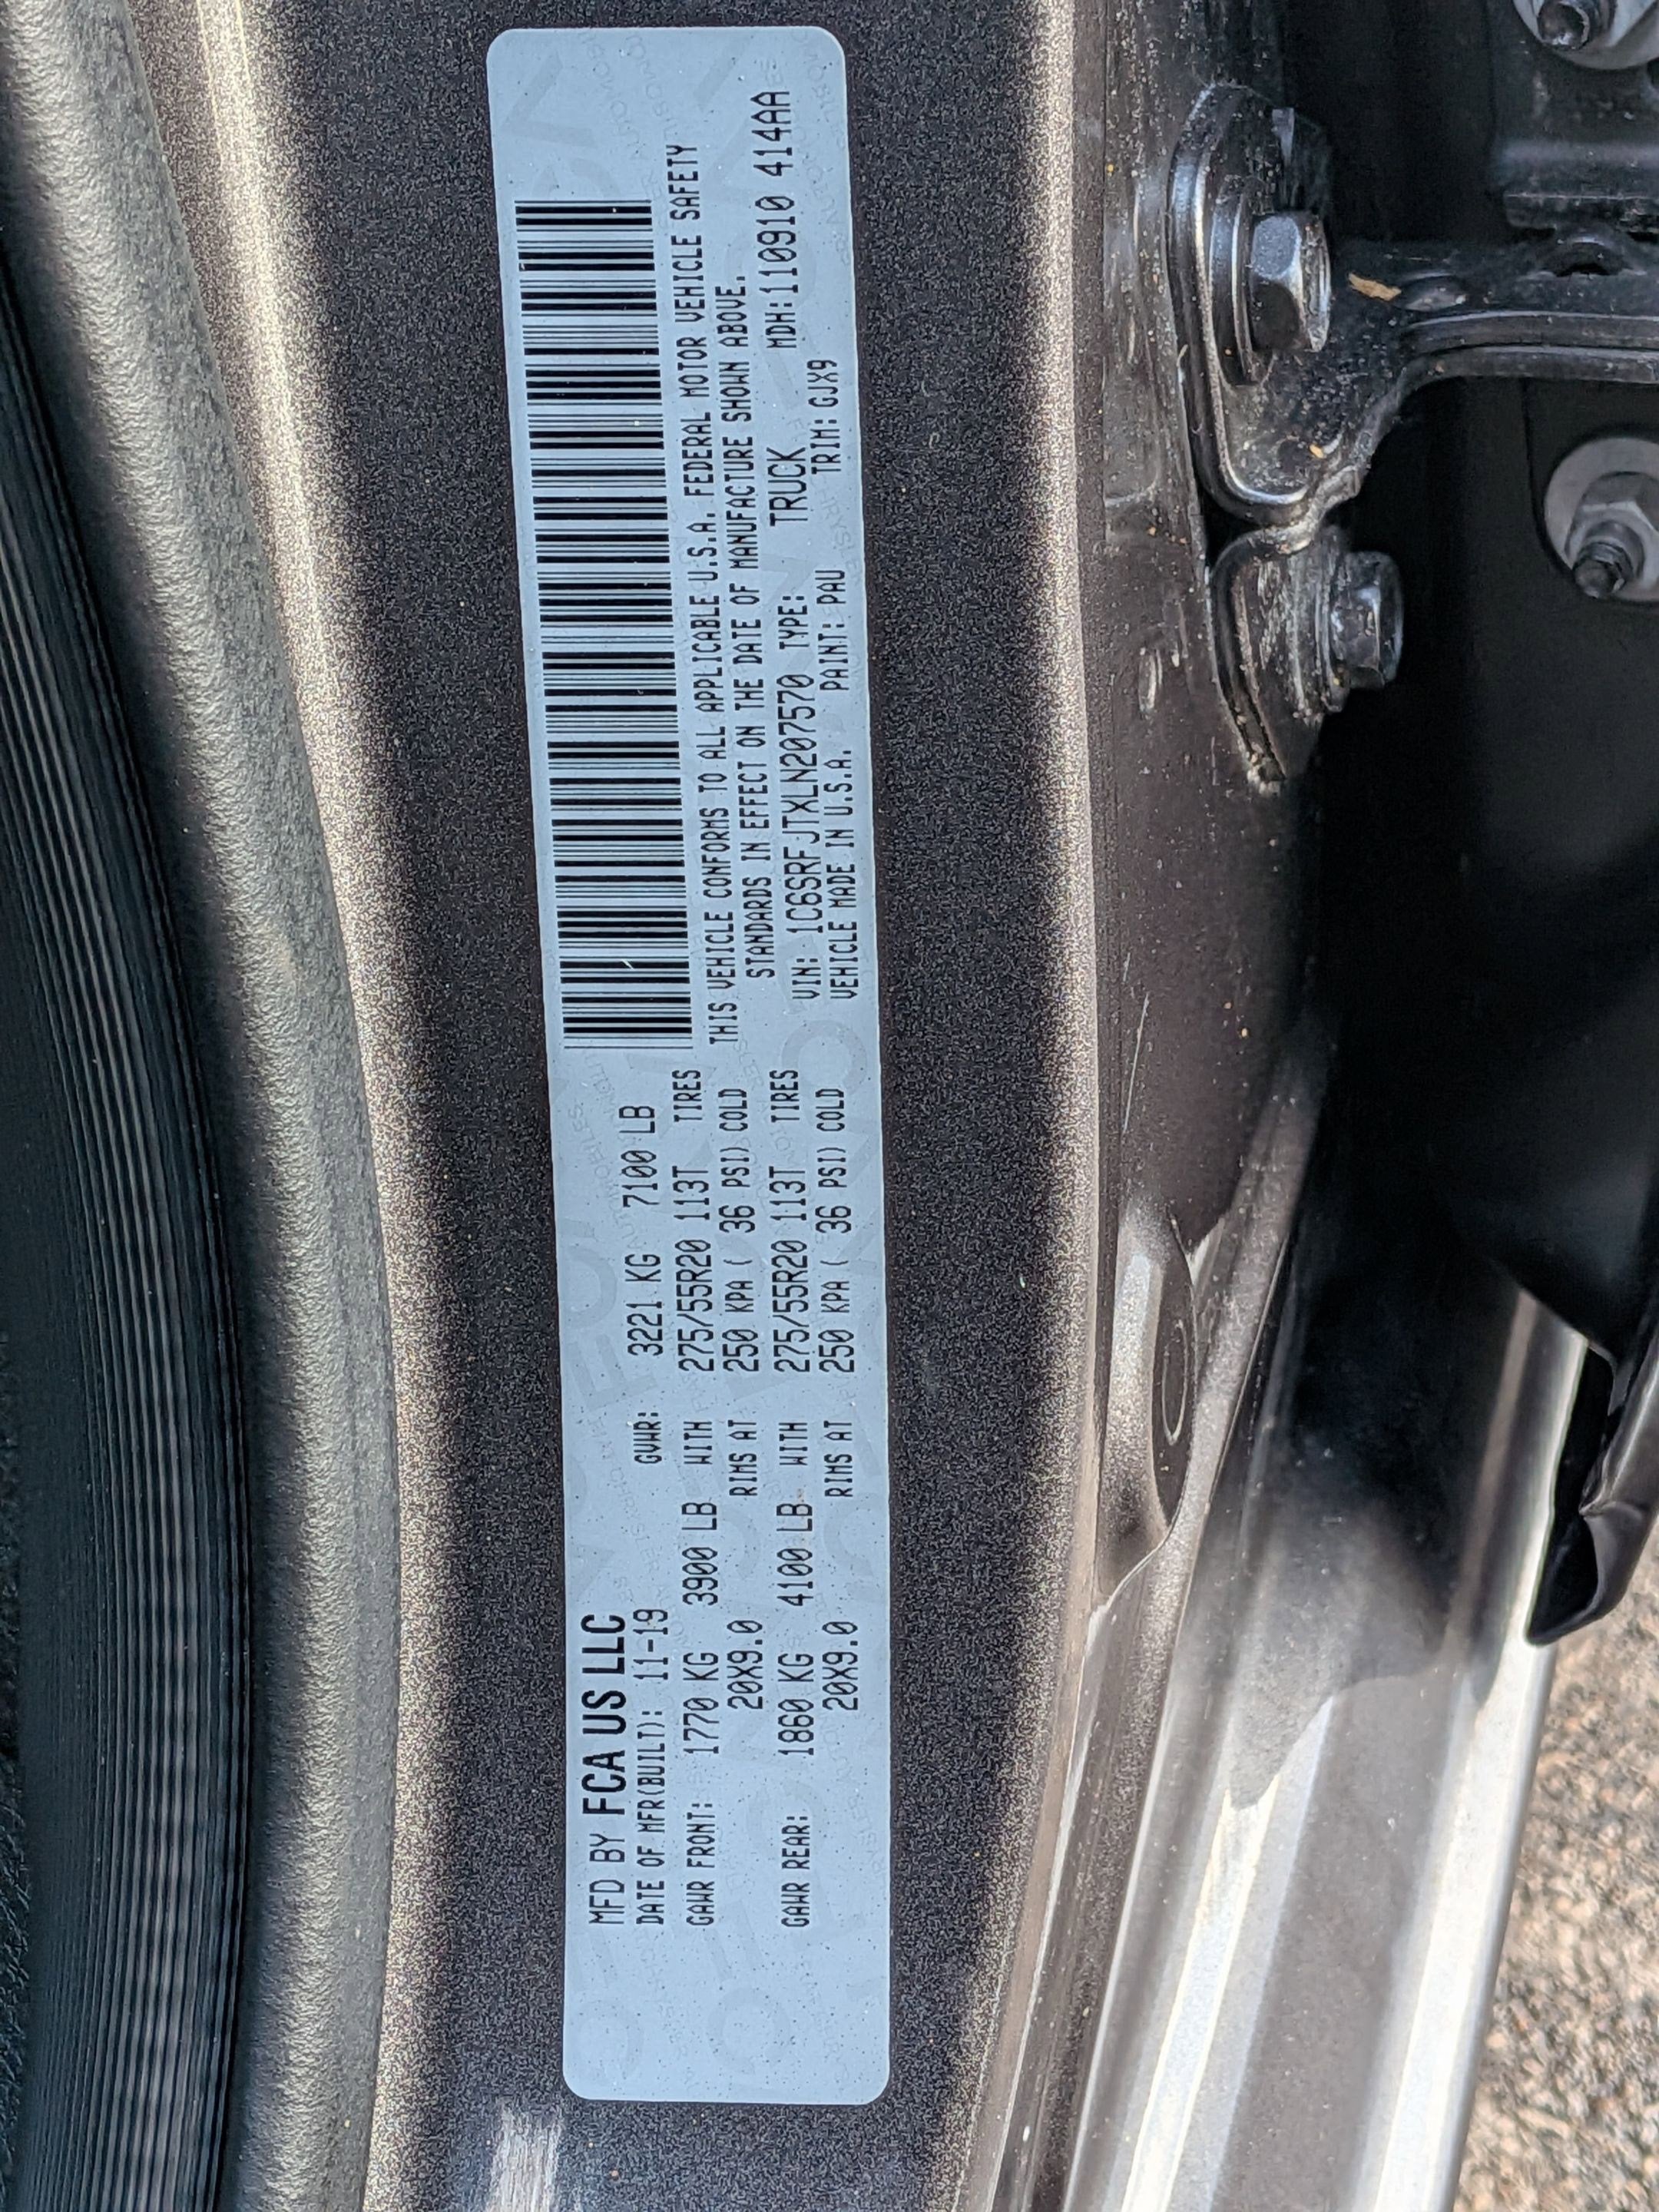 MFD BY FCA US LLC
DATE OF MFR(BUILT): 11-19 GVWR: 3221 KG 7100 LB
GAWR FRONT: 1770 KG 3900 LB WITH 275/55R20 113T TIRES
20X9.0 RIMS AT 250 KPA ( 36 PSI) COLD
GAWR REAR: 1860 KG 4100 LB WITH 275/55R20 113T TIRES
20X9.0 RIMS AT 250 KPA ( 36 PSI) COLD
THIS VEHICLE CONFORMS TO ALL APPLICABLE U.S.A. FEDERAL MOTOR VEHICLE SAFETY
STANDARDS IN EFFECT ON THE DATE OF MANUFACTURE SHOWN ABOVE.
VIN: 1C6SRFJTXLN207570 TYPE: TRUCK MDH:110910 414AA
VEHICLE MADE IN U.S.A. PAINT: PAU TRIM: GJX9